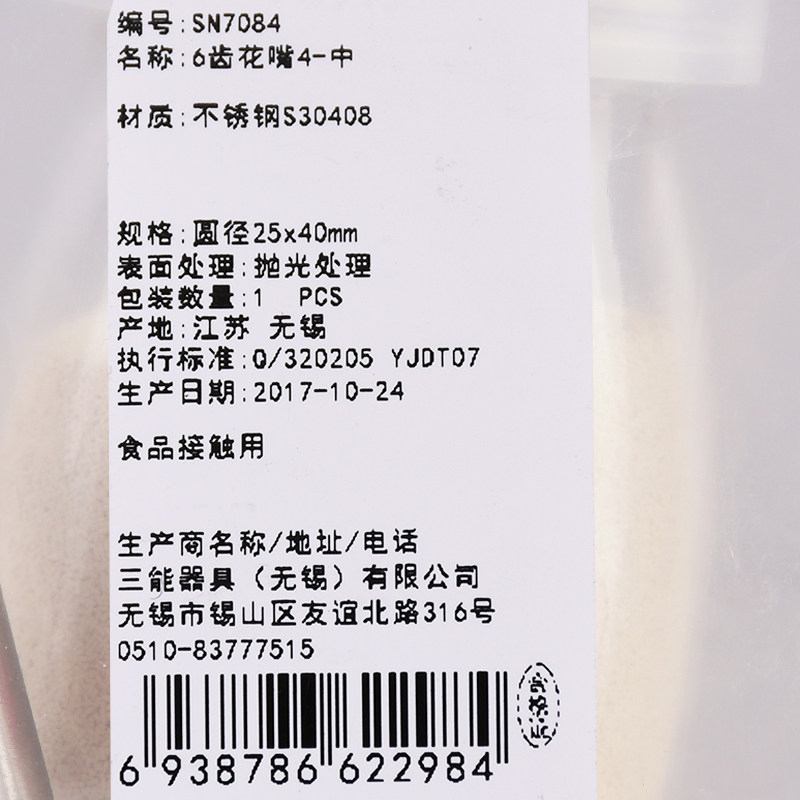 编号:SN7084
名称:6齿花嘴4-中
材质:不锈钢S30408
规格:圆径25x40mm
表面处理:抛光处理
包装数量:1 PCS
产地:江苏 无锡
执行标准:Q/320205 YJDT07
生产日期:2017-10-24
食品接触用
生产商名称/地址/电话
三能器具（无锡）有限公司
无锡市锡山区友谊北路316号
0510-83777515
6 938786 622984